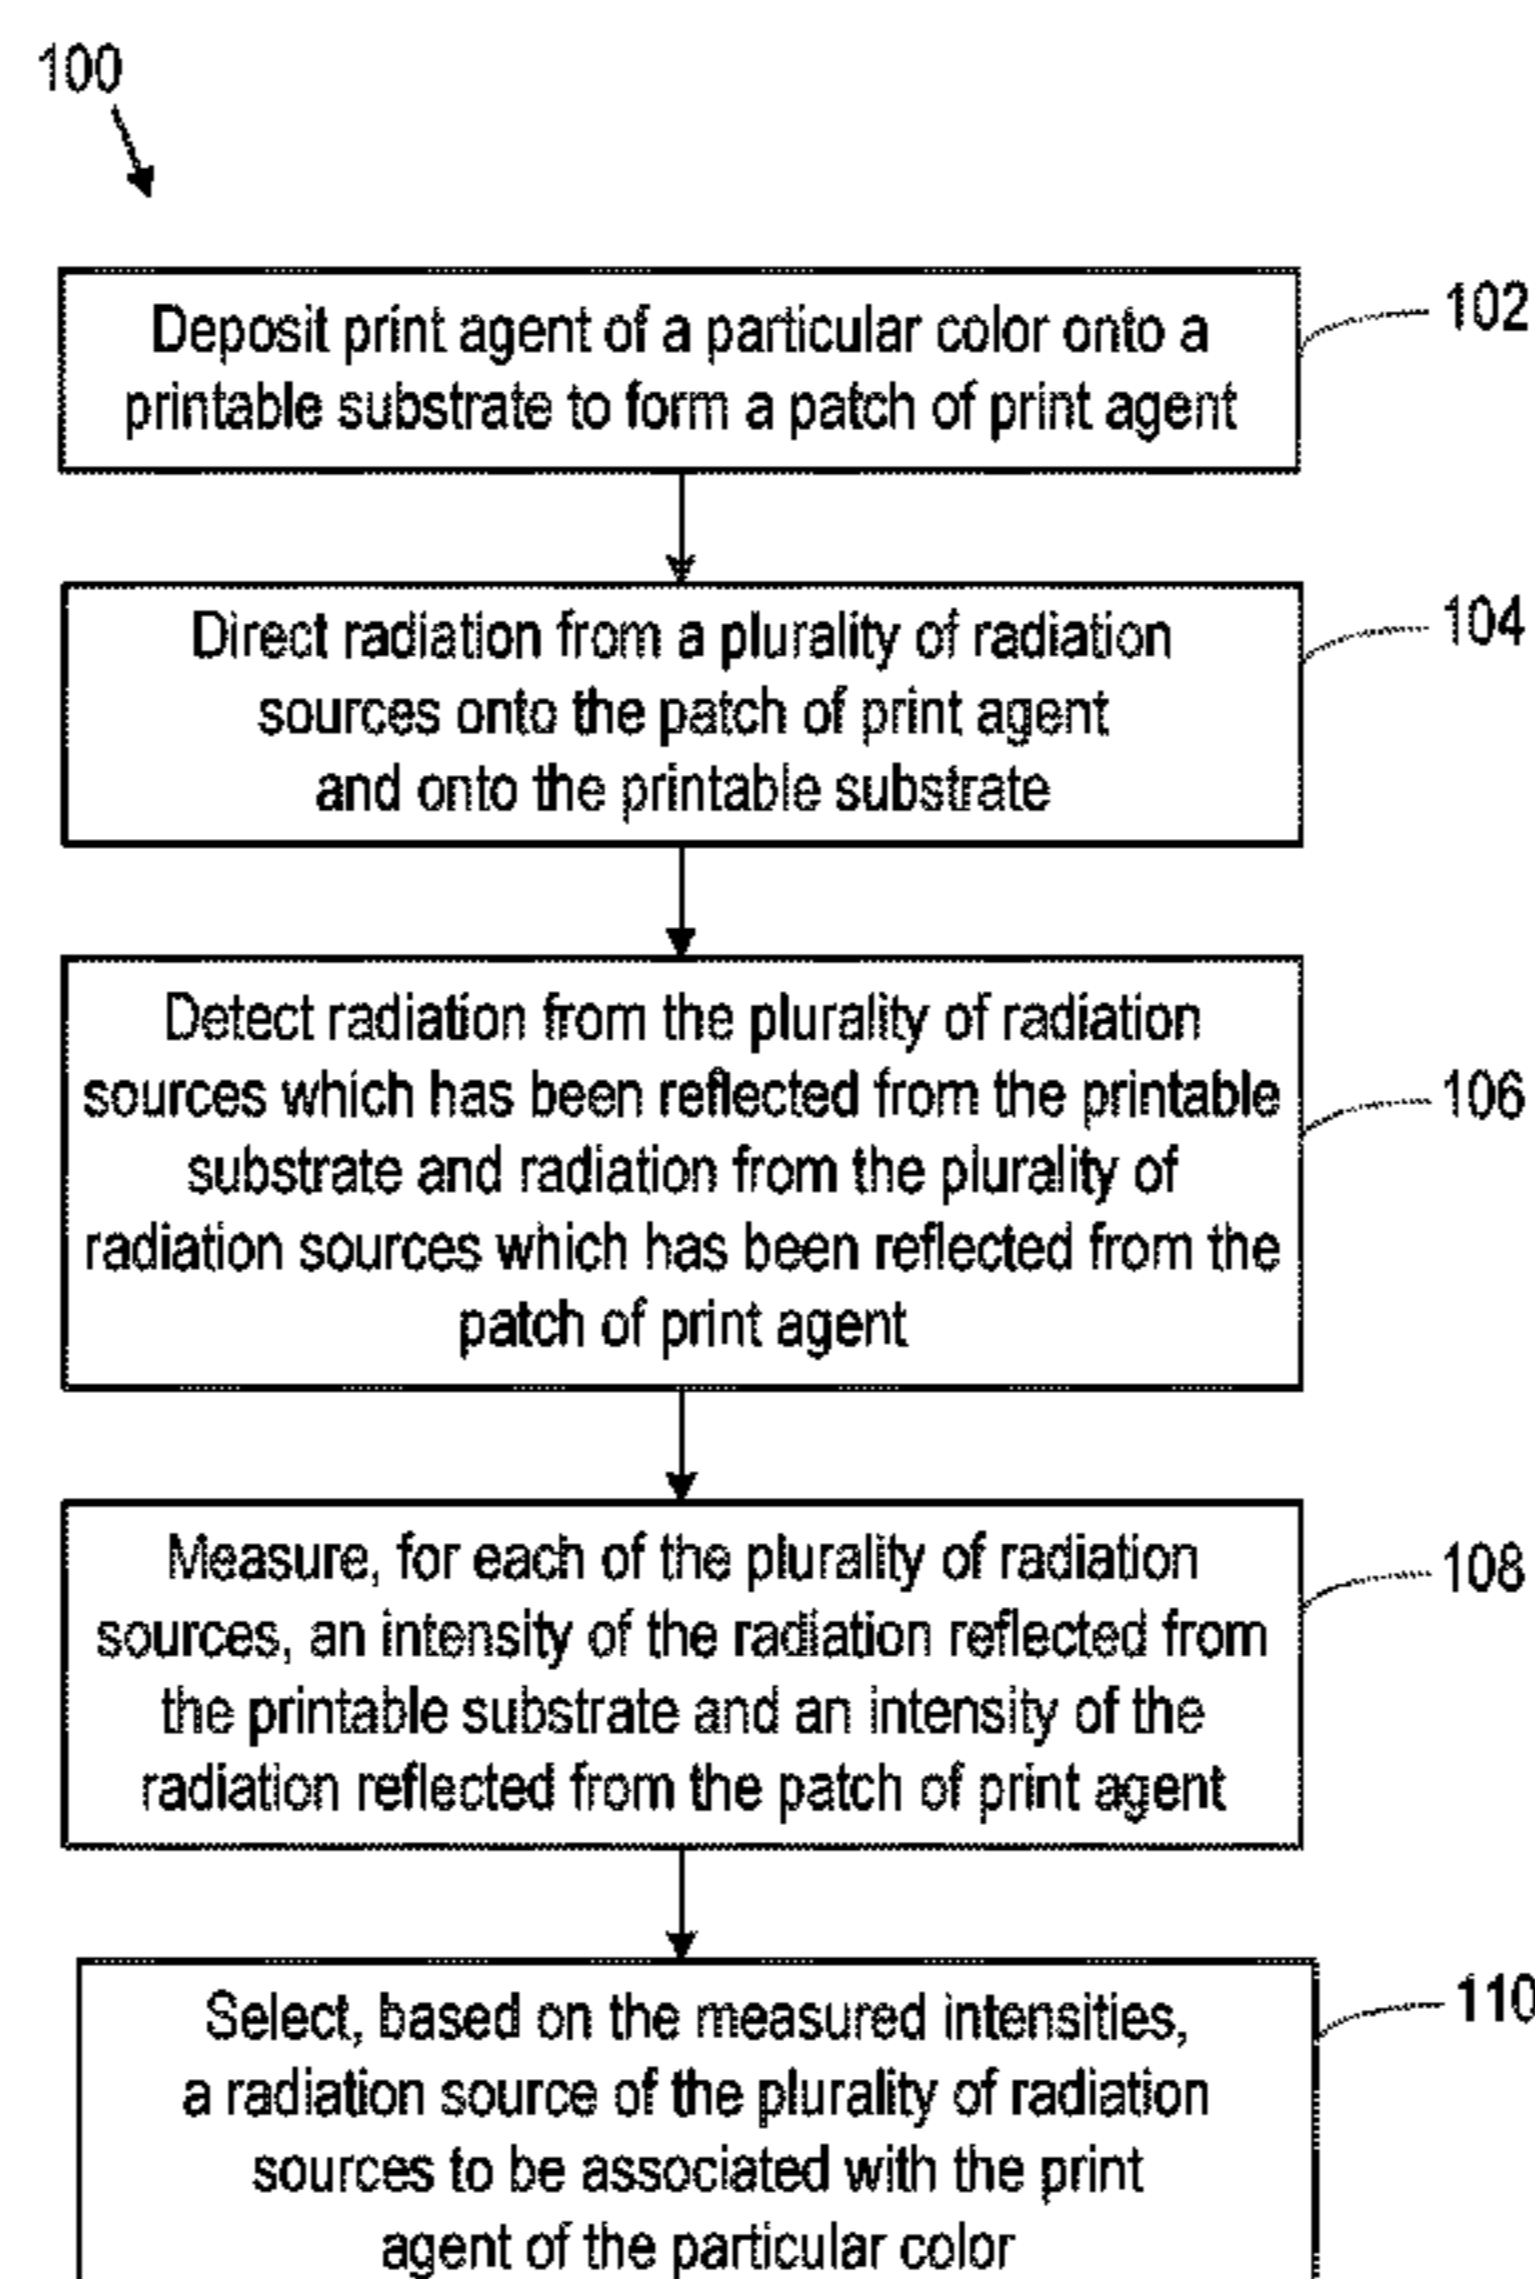 100
Deposit print agent of a particular color onto a
printable substrate to form a patch of print agent
102
Direct radiation from a plurality of radiation
sources onto the patch of print agent
and onto the printable substrate
104
Detect radiation from the plurality of radiation
sources which has been reflected from the printable
substrate and radiation from the plurality of
radiation sources which has been reflected from the
patch of print agent
106
Measure, for each of the plurality of radiation
sources, an intensity of the radiation reflected from
the printable substrate and an intensity of the
radiation reflected from the patch of print agent
108
Select, based on the measured intensities,
a radiation source of the plurality of radiation
sources to be associated with the print
agent of the particular color
110